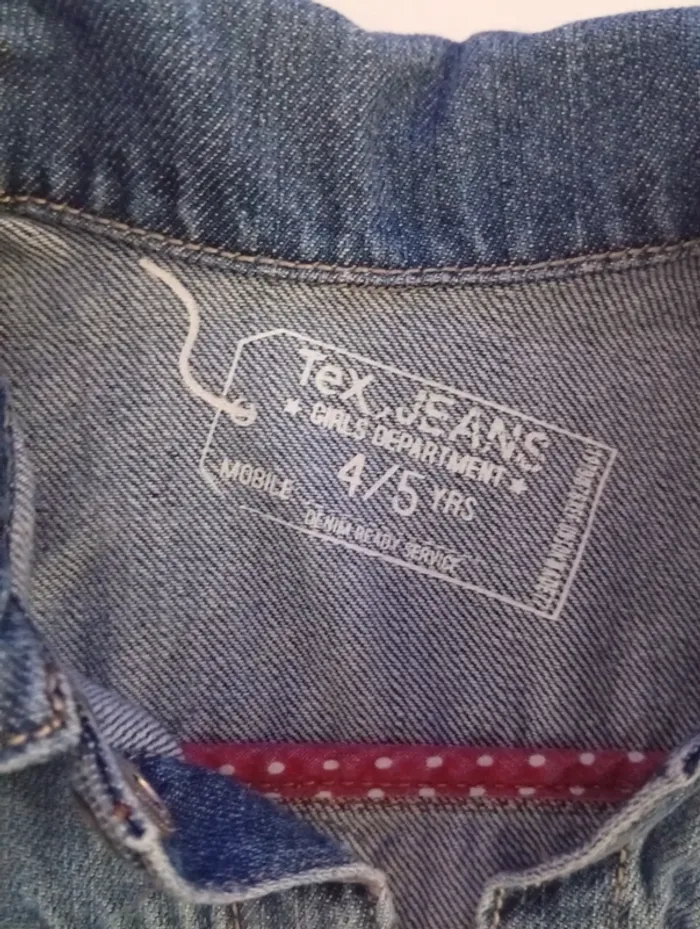 TeX JEANS
★ GIRLS DEPARTMENT ★
4/5 YRS
MOBILE
DENIM READY SERVICE